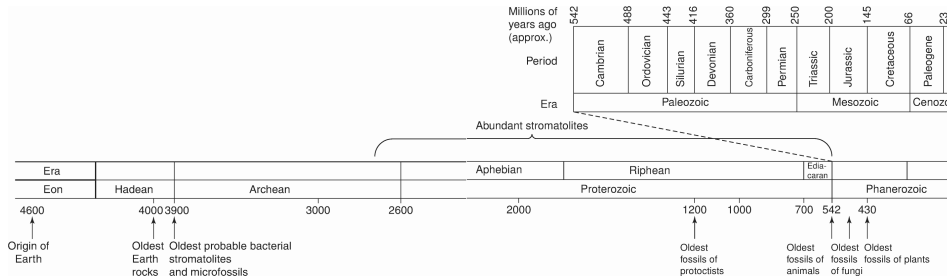 Millions of
years ago
(approx.)
542 488 443 416 360 299 250 200 145 66 23
Period Cambrian Ordovician Silurian Devonian Carboniferous Permian Triassic Jurassic Cretaceous Paleogene
Era Paleozoic Mesozoic Cenozo
Abundant stromatolites
Era Aphebian Riphean Edia-
caran
Eon Hadean Archean Proterozoic Phanerozoic
4600 4000 3900 3000 2600 2000 1200 1000 700 542 430
Origin of
Earth
Oldest
Earth
rocks
Oldest probable bacterial
stromatolites
and microfossils
Oldest
fossils of
protoctists
Oldest
fossils of
animals
Oldest
fossils
of fungi
Oldest
fossils of plants